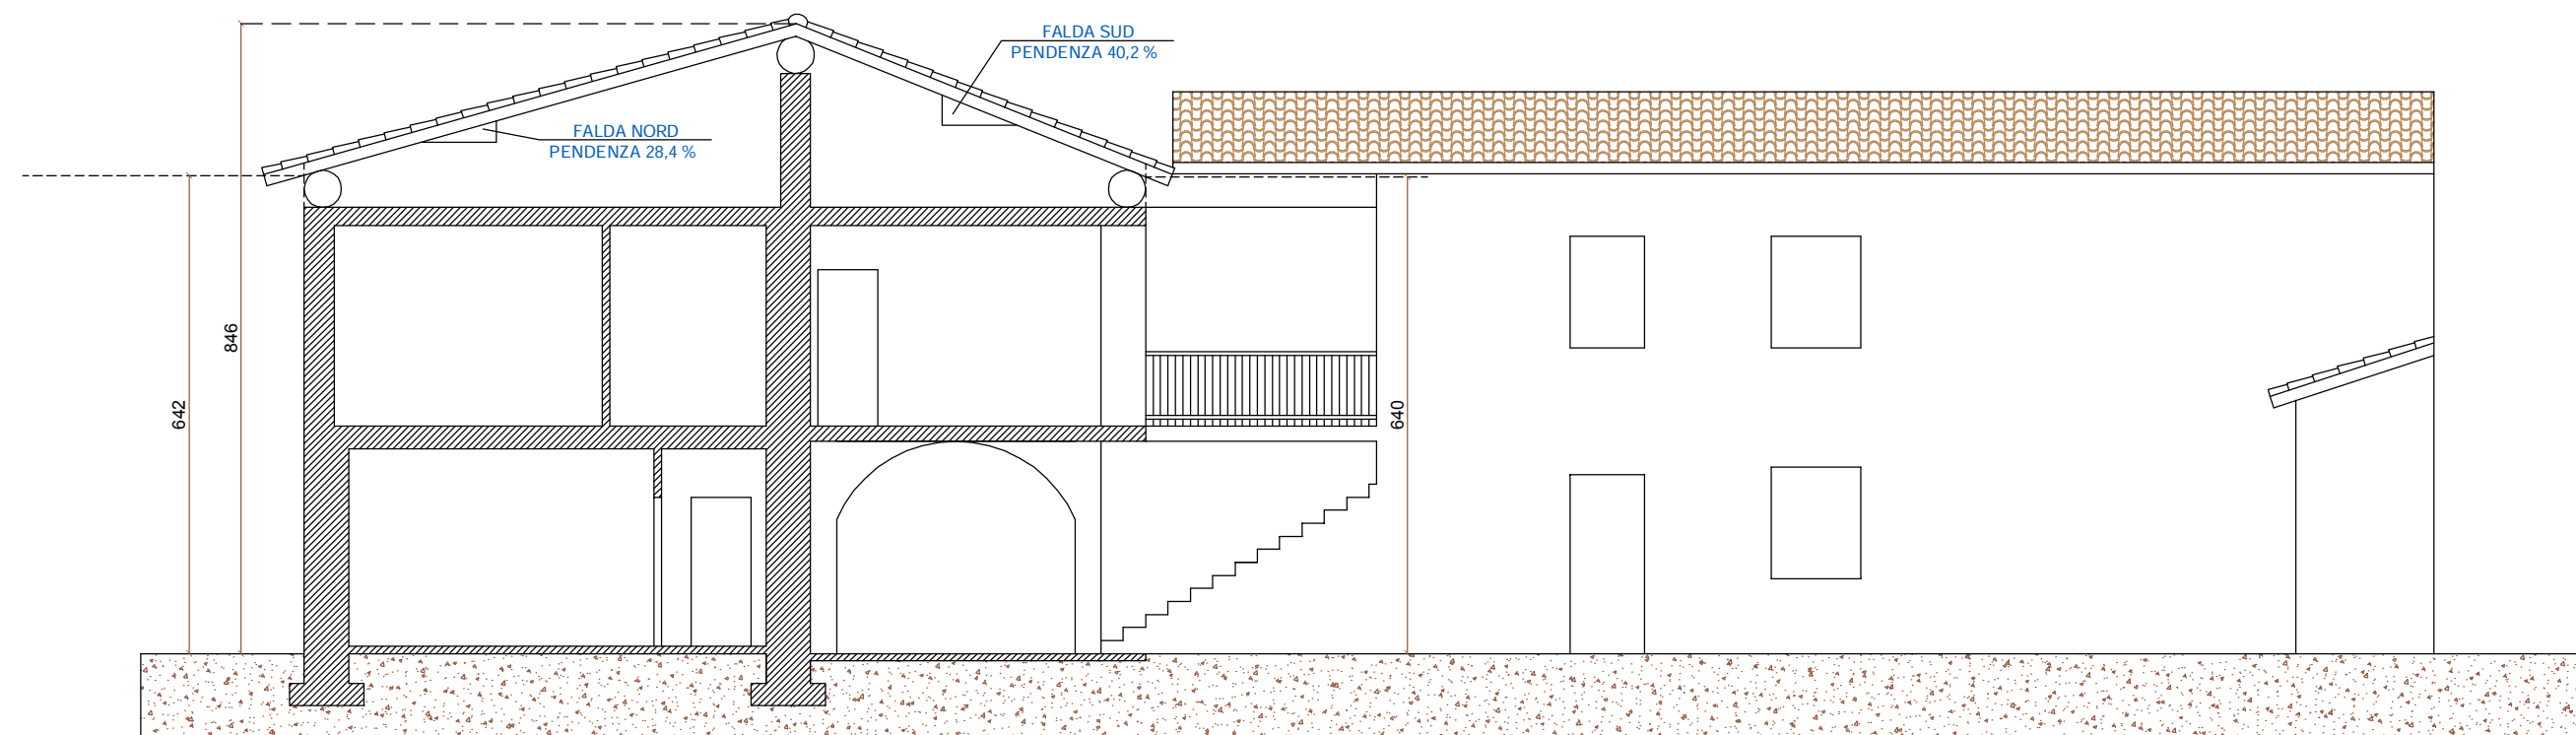 FALDA SUD
PENDENZA 40,2 %
FALDA NORD
PENDENZA 28,4 %
846
642
640